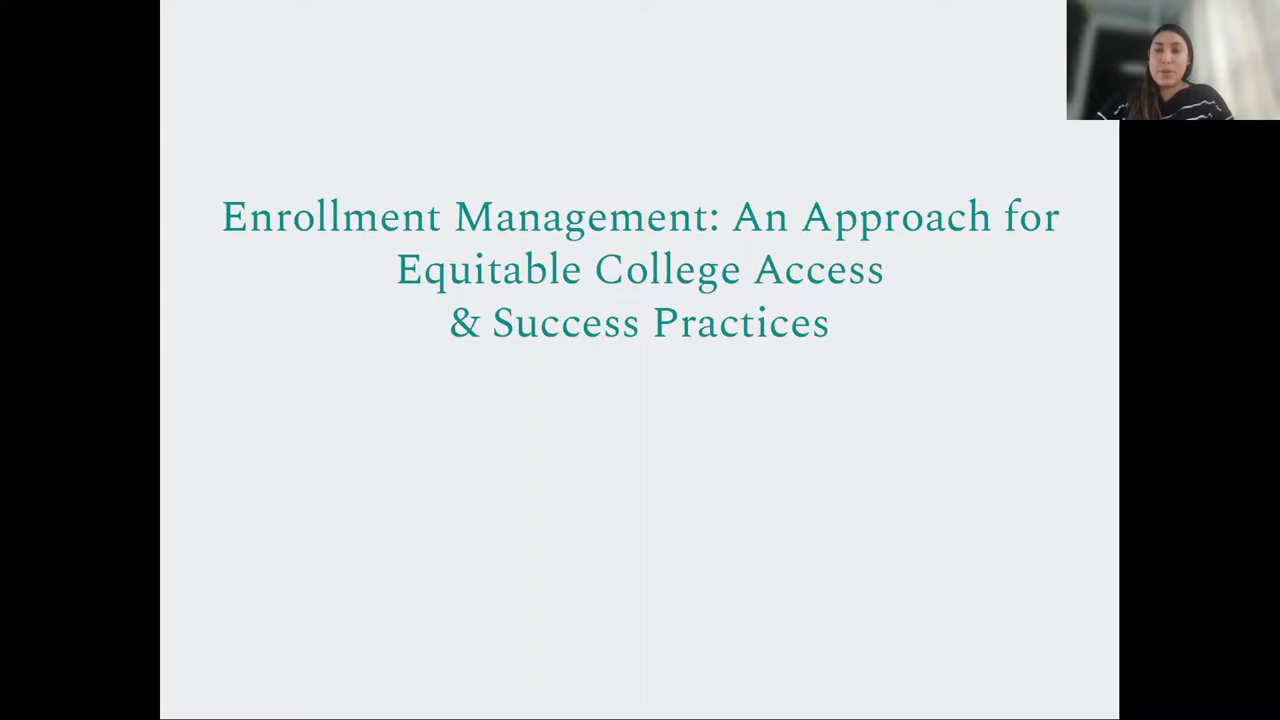 Enrollment Management: An Approach for
Equitable College Access
& Success Practices